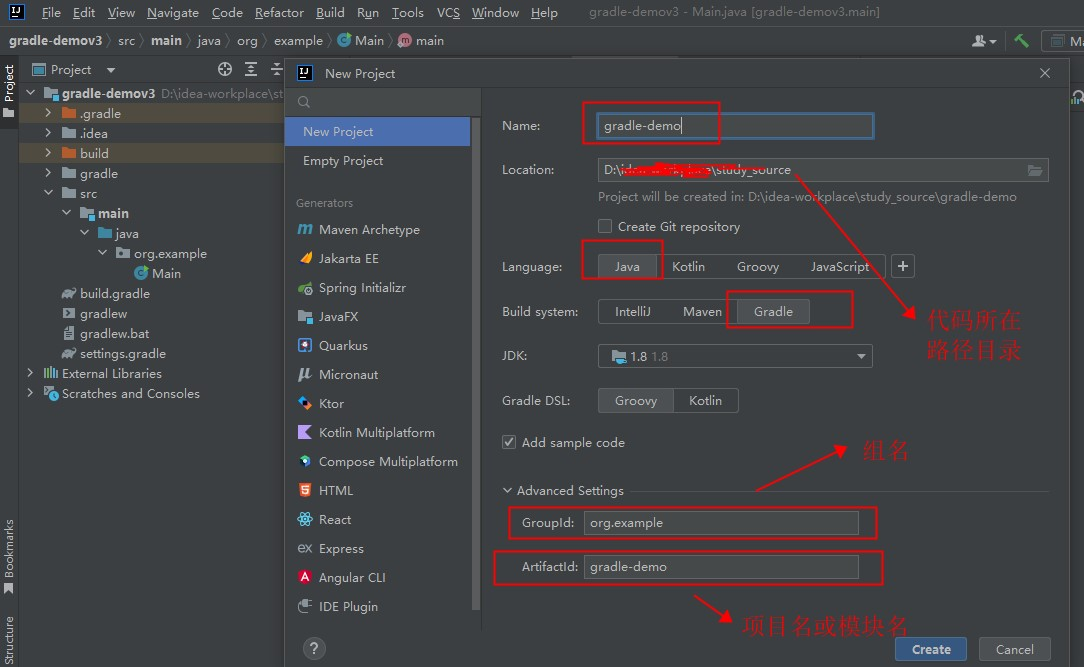 File Edit View Navigate Code Refactor Build Run Tools VCS Window Help gradle-demov3 - Main.java [gradle-demov3.main]
gradle-demov3 src main java org example Main main
Project
Project
gradle-demov3 D:\idea-workplace\st
.gradle
.idea
build
gradle
src
main
java
org.example
Main
build.gradle
gradlew
gradlew.bat
settings.gradle
External Libraries
Scratches and Consoles
Bookmarks
Structure
New Project
New Project
Empty Project
Generators
Maven Archetype
Jakarta EE
Spring Initializr
JavaFX
Quarkus
Micronaut
Ktor
Kotlin Multiplatform
Compose Multiplatform
HTML
React
Express
Angular CLI
IDE Plugin
Name: gradle-demo
Location: D:\ \study_source
Project will be created in: D:\idea-workplace\study_source\gradle-demo
Create Git repository
Language: Java Kotlin Groovy JavaScript +
Build system: IntelliJ Maven Gradle
代码所在
路径目录
JDK: 1.8 1.8
Gradle DSL: Groovy Kotlin
Add sample code
组名
Advanced Settings
GroupId: org.example
ArtifactId: gradle-demo
项目名或模块名
? Create Cancel